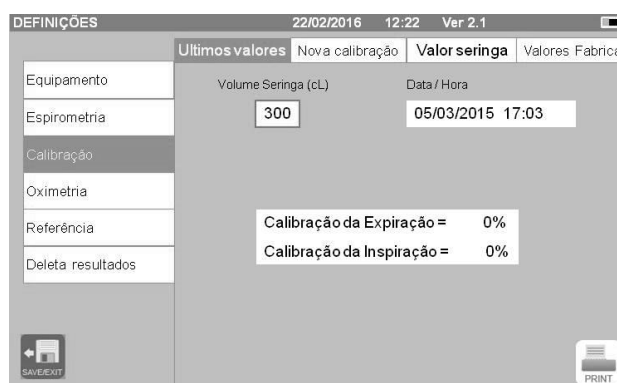 DEFINIÇÕES 22/02/2016 12:22 Ver 2.1
Ultimos valores Nova calibração Valor seringa Valores Fabrica
Equipamento
Espirometria
Calibração
Oximetria
Referência
Deleta resultados
Volume Seringa (cL) Data / Hora
300 05/03/2015 17:03
Calibração da Expiração = 0%
Calibração da Inspiração = 0%
SAVE/EXIT
PRINT